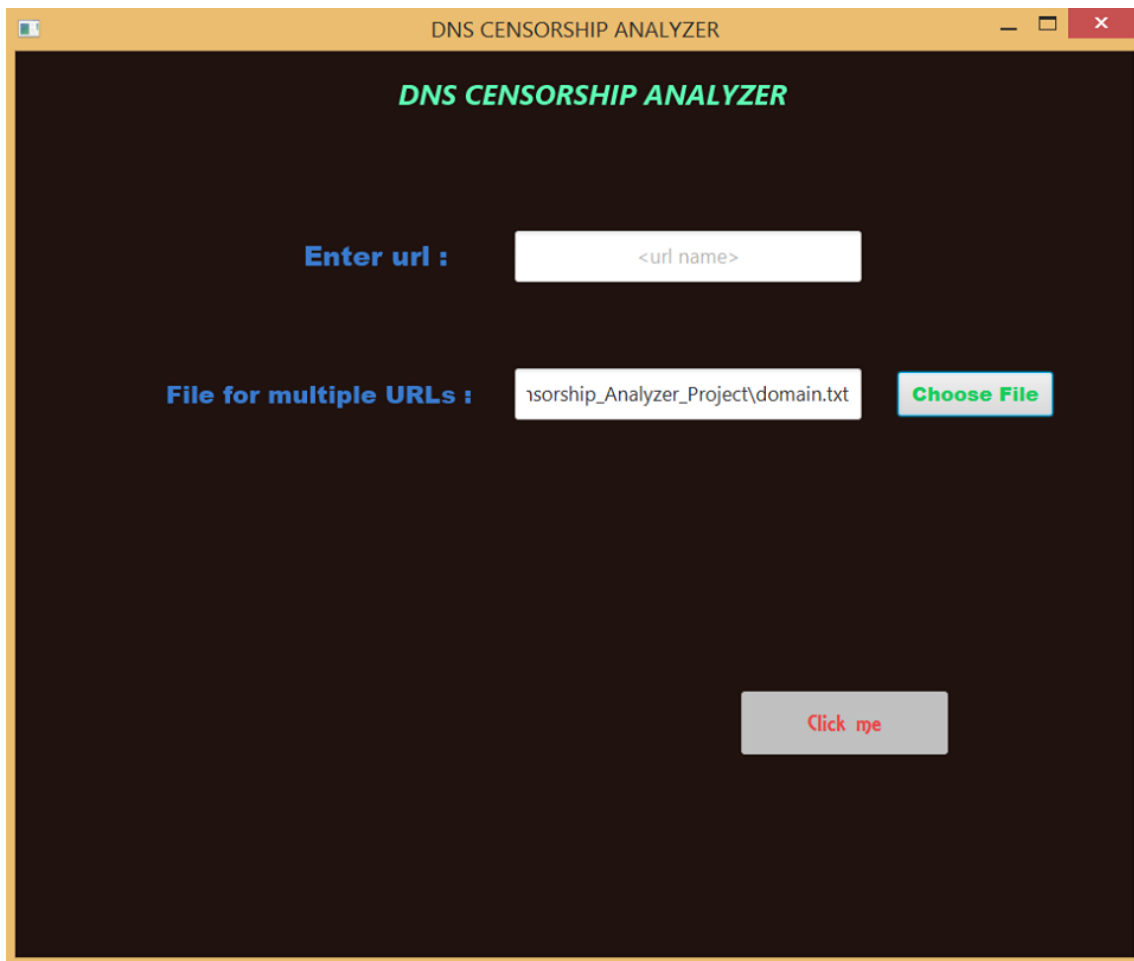 DNS CENSORSHIP ANALYZER
DNS CENSORSHIP ANALYZER
Enter url :
<url name>
File for multiple URLs :
nsorship_Analyzer_Project\domain.txt
Choose File
Click me